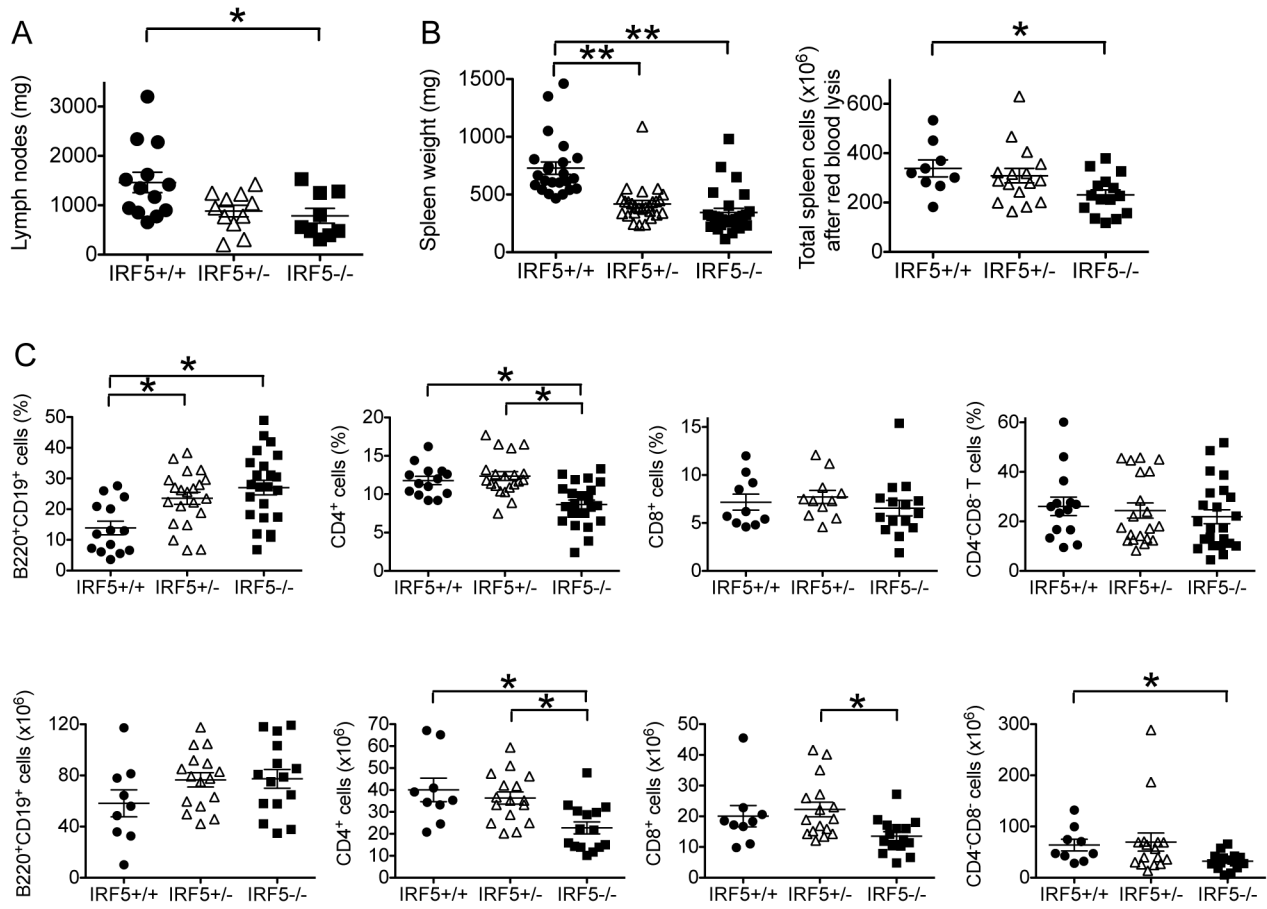 A
*
Lymph nodes (mg)
3000
2000
1000
0
IRF5+/+ IRF5+/- IRF5-/-
B
**
**
Spleen weight (mg)
1500
1000
500
0
IRF5+/+ IRF5+/- IRF5-/-
*
Total spleen cells (x10⁶)
after red blood lysis
600
400
200
0
IRF5+/+ IRF5+/- IRF5-/-
C
*
*
B220⁺CD19⁺ cells (%)
50
40
30
20
10
0
IRF5+/+ IRF5+/- IRF5-/-
*
*
CD4⁺ cells (%)
20
15
10
5
0
IRF5+/+ IRF5+/- IRF5-/-
CD8⁺ cells (%)
15
10
5
0
IRF5+/+ IRF5+/- IRF5-/-
CD4⁻CD8⁻ T cells (%)
60
40
20
0
IRF5+/+ IRF5+/- IRF5-/-
B220⁺CD19⁺ cells (x10⁶)
120
80
40
0
IRF5+/+ IRF5+/- IRF5-/-
*
*
CD4⁺ cells (x10⁶)
70
60
50
40
30
20
10
0
IRF5+/+ IRF5+/- IRF5-/-
*
CD8⁺ cells (x10⁶)
50
40
30
20
10
0
IRF5+/+ IRF5+/- IRF5-/-
*
CD4⁻CD8⁻ cells (x10⁶)
300
200
100
0
IRF5+/+ IRF5+/- IRF5-/-